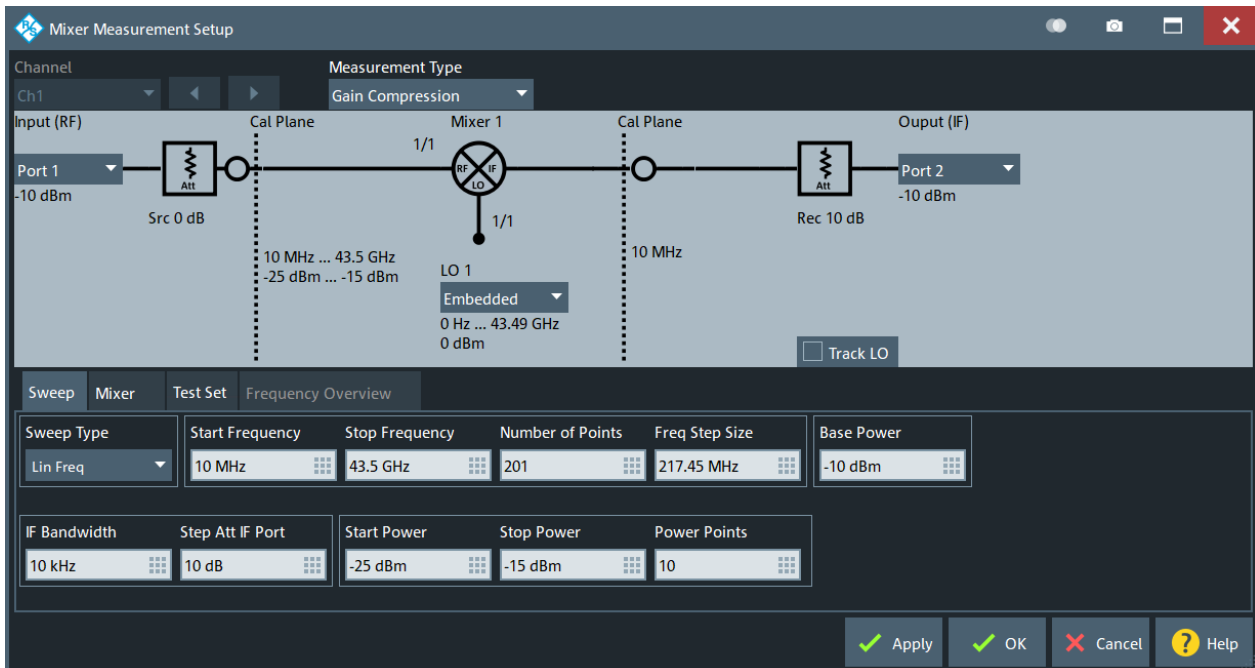 Mixer Measurement Setup
Channel
Measurement Type
Ch1
Gain Compression
Input (RF)
Cal Plane
Mixer 1
Cal Plane
Ouput (IF)
1/1
Port 1
Att
RF
IF
LO
Att
Port 2
-10 dBm
-10 dBm
Src 0 dB
1/1
Rec 10 dB
10 MHz ... 43.5 GHz
10 MHz
-25 dBm ... -15 dBm
LO 1
Embedded
0 Hz ... 43.49 GHz
0 dBm
Track LO
Sweep
Mixer
Test Set
Frequency Overview
Sweep Type
Start Frequency
Stop Frequency
Number of Points
Freq Step Size
Base Power
Lin Freq
10 MHz
43.5 GHz
201
217.45 MHz
-10 dBm
IF Bandwidth
Step Att IF Port
Start Power
Stop Power
Power Points
10 kHz
10 dB
-25 dBm
-15 dBm
10
Apply
OK
Cancel
? Help